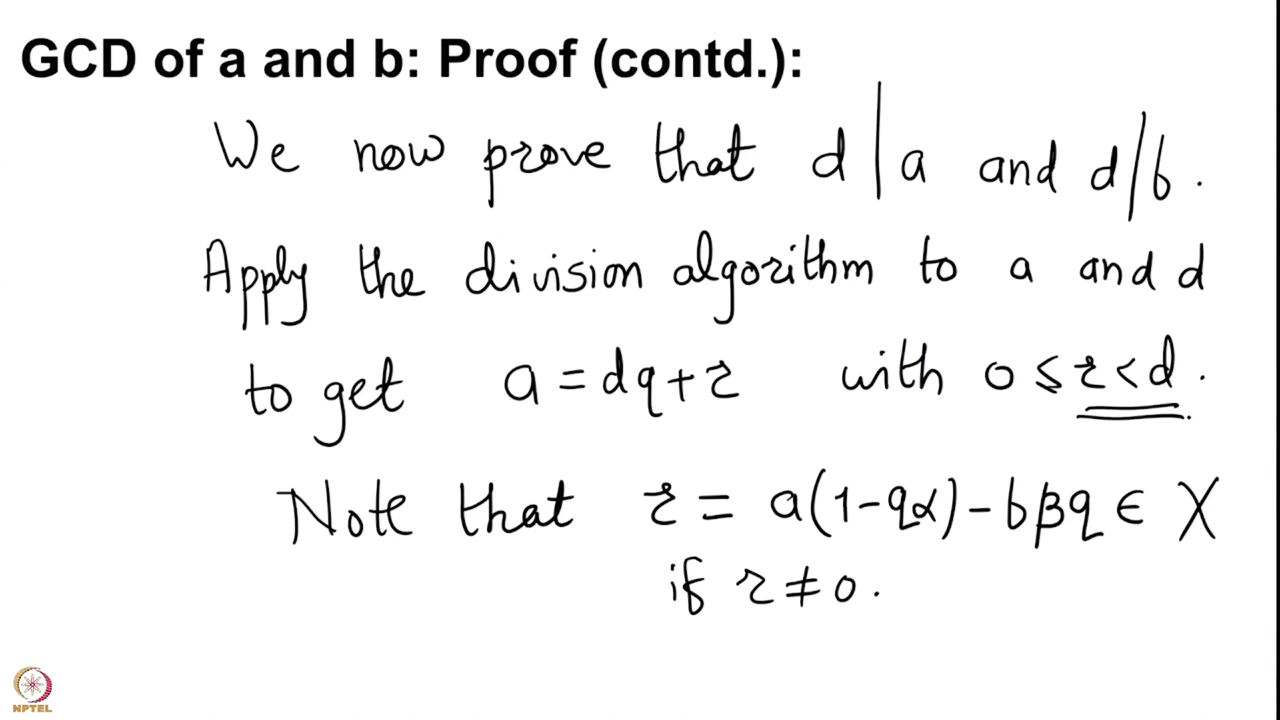 GCD of a and b: Proof (contd.):
We now prove that d | a and d/b.
Apply the division algorithm to a and d
to get a = dq + r with 0 ≤ r < d.
Note that r = a(1-qα) - bβq ∈ X
if r ≠ 0.
NPTEL